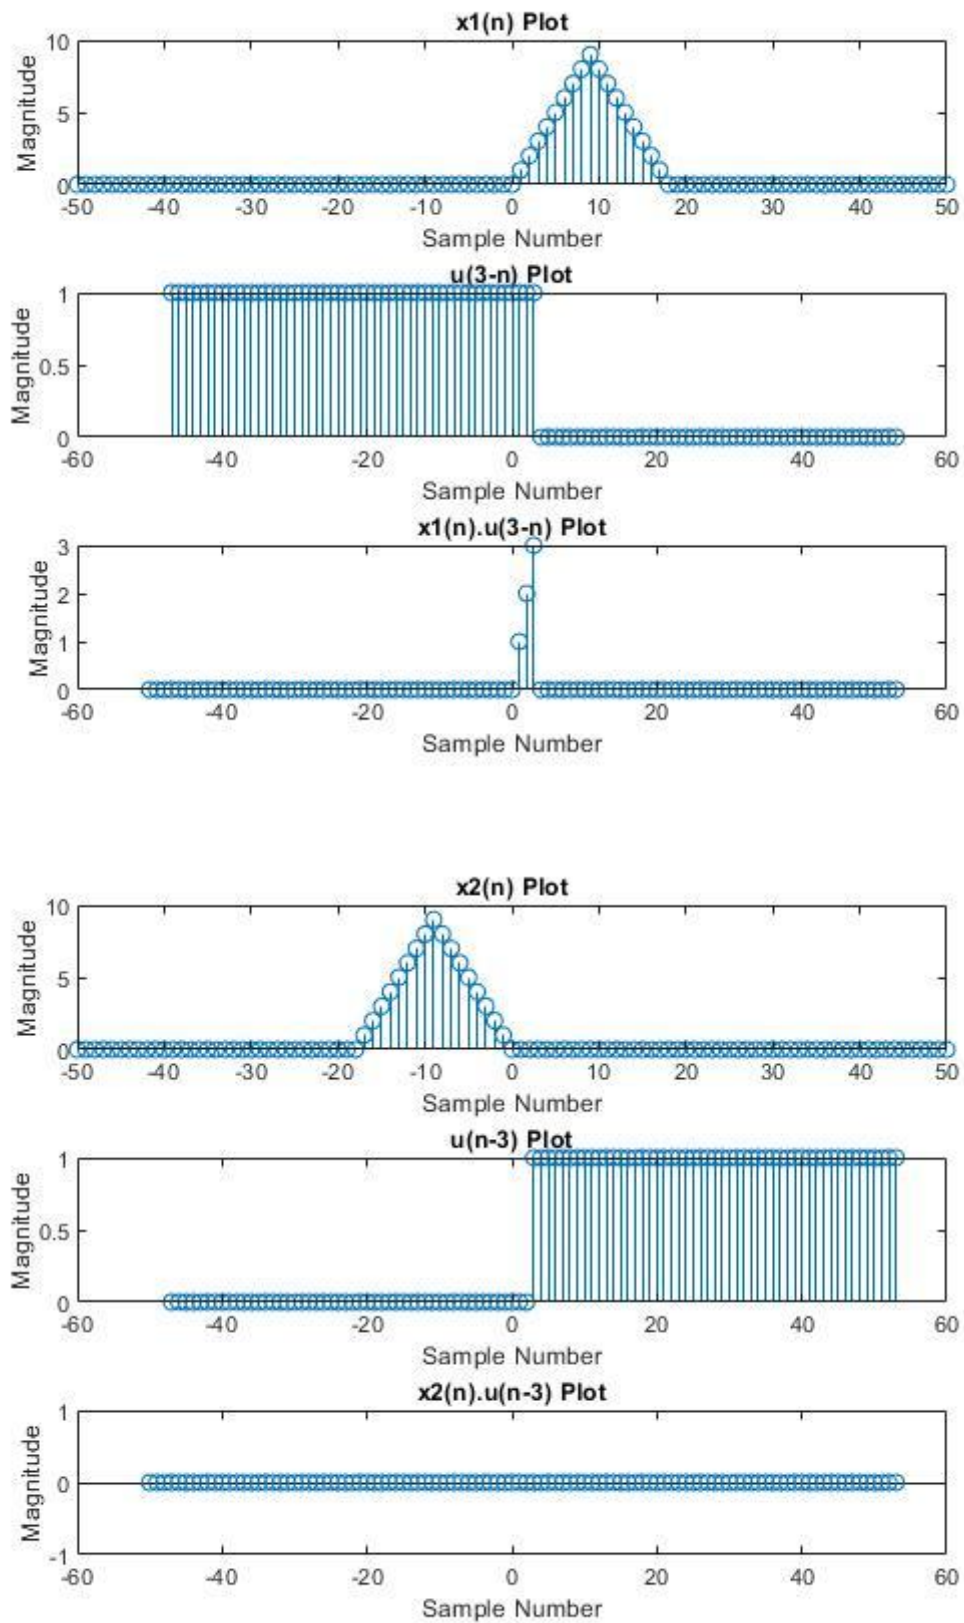 x1(n) Plot
10
5
0
Magnitude
-50 -40 -30 -20 -10 0 10 20 30 40 50
Sample Number
u(3-n) Plot
1
0.5
0
Magnitude
-60 -40 -20 0 20 40 60
Sample Number
x1(n).u(3-n) Plot
3
2
1
0
Magnitude
-60 -40 -20 0 20 40 60
Sample Number
x2(n) Plot
10
5
0
Magnitude
-50 -40 -30 -20 -10 0 10 20 30 40 50
Sample Number
u(n-3) Plot
1
0.5
0
Magnitude
-60 -40 -20 0 20 40 60
Sample Number
x2(n).u(n-3) Plot
1
0
-1
Magnitude
-60 -40 -20 0 20 40 60
Sample Number